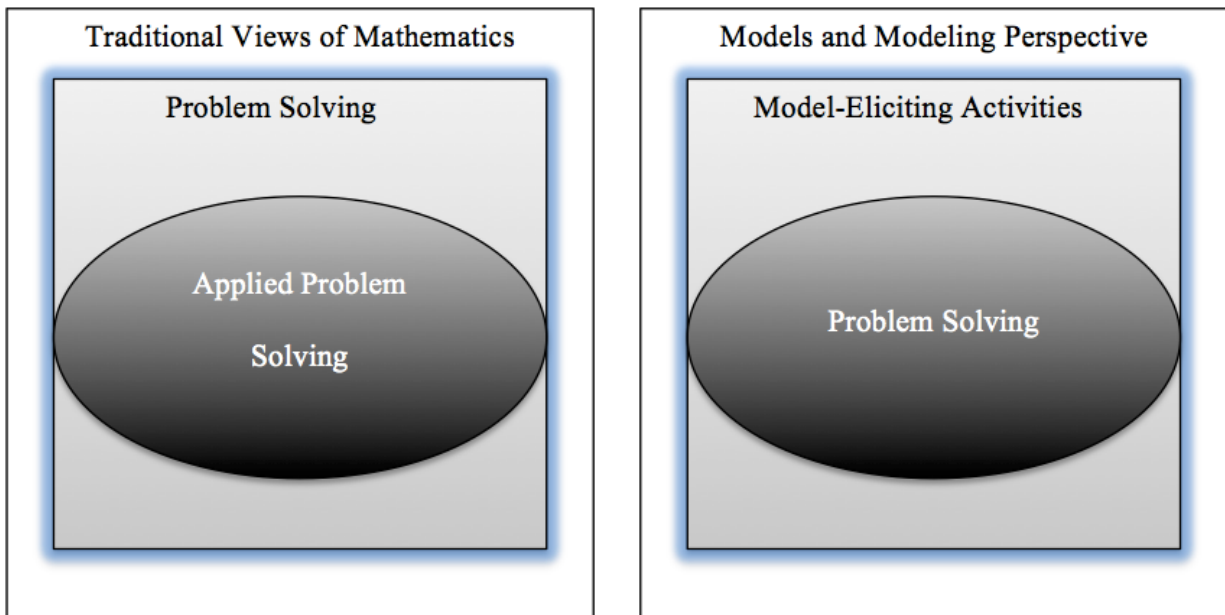 Traditional Views of Mathematics
Problem Solving
Applied Problem
Solving
Models and Modeling Perspective
Model-Eliciting Activities
Problem Solving